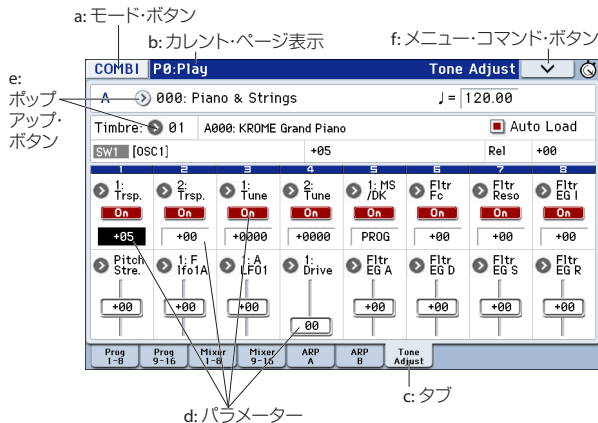 a: モード・ボタン
b: カレント・ページ表示
f: メニュー・コマンド・ボタン
e:
ポップ
アップ・
ボタン
COMBI P0:Play Tone Adjust
A 000: Piano & Strings ♩= 120.00
Timbre: 01 A000: KROME Grand Piano Auto Load
SW1 [OSC1] +05 Rel +00
1 2 3 4 5 6 7 8
1: Trsp. 2: Trsp. 1: Tune 2: Tune 1: MS /DK Fltr Fc Fltr Reso Fltr EG I
On On On On On On On On
+05 +00 +0000 +0000 PROG +00 +00 +00
Pitch Stre. 1: F lfo1A 1: A LFO1 1: Drive Fltr EG A Fltr EG D Fltr EG S Fltr EG R
+00 +00 +00 00 +00 +00 +00 +00
Prog 1-8 Prog 9-16 Mixer 1-8 Mixer 9-16 ARP A ARP B Tone Adjust
c: タブ
d: パラメーター